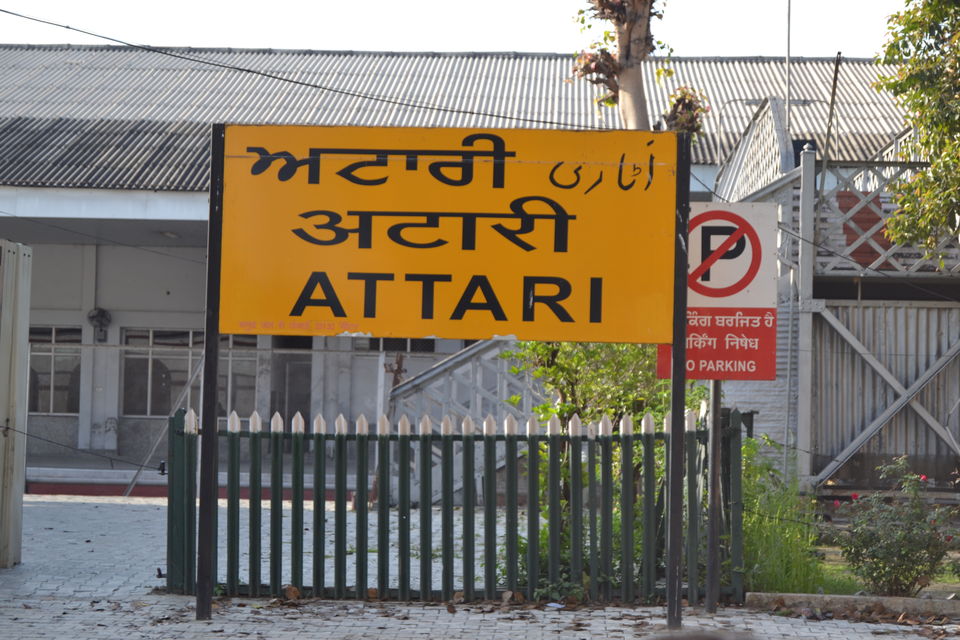 ਅਟਾਰੀ اٹاری
अटारी
ATTARI
P
ਕਿੰਗ ਬਰਜਿਤ ਹੈ
र्किंग निषेध
O PARKING